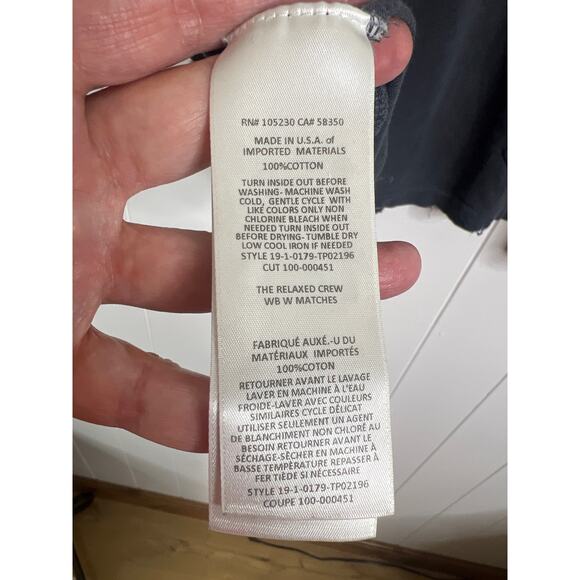 RN# 105230 CA# 58350
MADE IN U.S.A. of
IMPORTED MATERIALS
100%COTTON
TURN INSIDE OUT BEFORE
WASHING- MACHINE WASH
COLD, GENTLE CYCLE WITH
LIKE COLORS ONLY NON
CHLORINE BLEACH WHEN
NEEDED TURN INSIDE OUT
BEFORE DRYING- TUMBLE DRY
LOW COOL IRON IF NEEDED
STYLE 19-1-0179-TP02196
CUT 100-000451
THE RELAXED CREW
WB W MATCHES
FABRIQUÉ AUXÉ.-U DU
MATÉRIAUX IMPORTÉS
100%COTON
RETOURNER AVANT LE LAVAGE
LAVER EN MACHINE À L'EAU
FROIDE-LAVER AVEC COULEURS
SIMILAIRES CYCLE DÉLICAT
UTILISER SEULEMENT UN AGENT
DE BLANCHIMENT NON CHLORÉ AU
BESOIN RETOURNER AVANT LE
SÉCHAGE-SÈCHER EN MACHINE À
BASSE TEMPÈRATURE REPASSER À
FER TIÈDE SI NÉCESSAIRE
STYLE 19-1-0179-TP02196
COUPE 100-000451